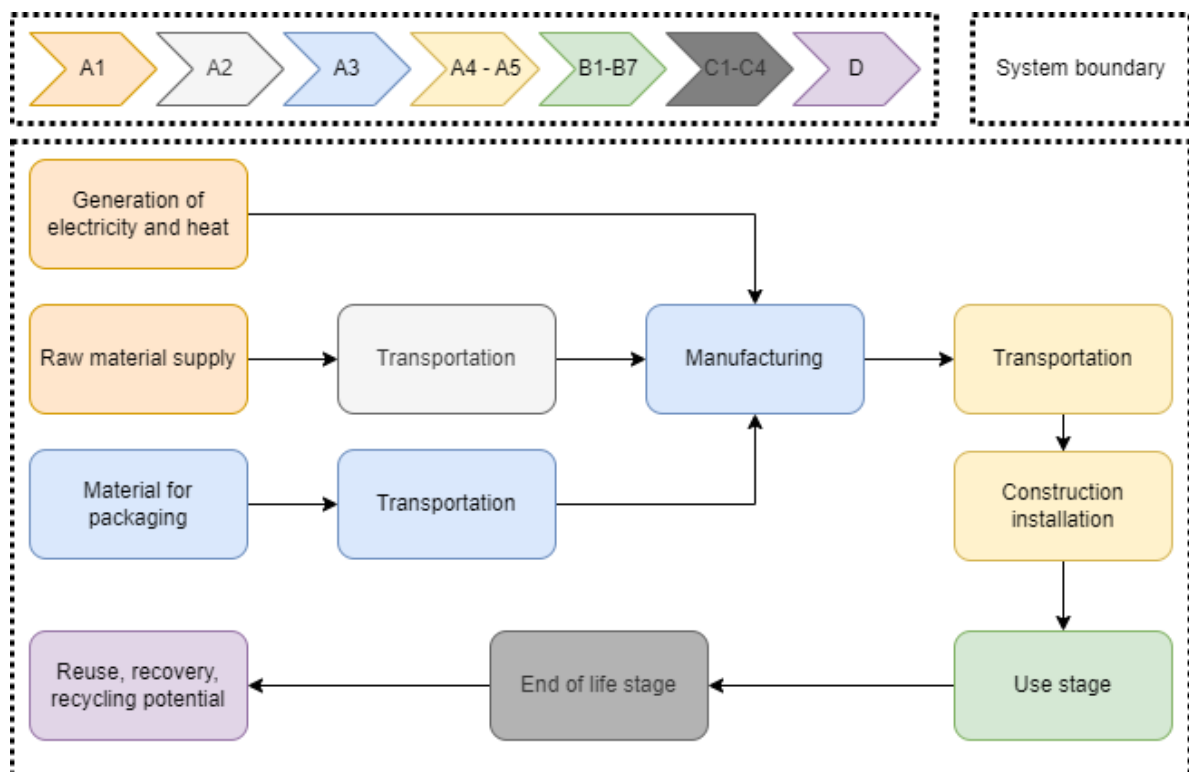 A1
A2
A3
A4 - A5
B1-B7
C1-C4
D
System boundary
Generation of
electricity and heat
Raw material supply
Transportation
Manufacturing
Transportation
Material for
packaging
Transportation
Construction
installation
Reuse, recovery,
recycling potential
End of life stage
Use stage